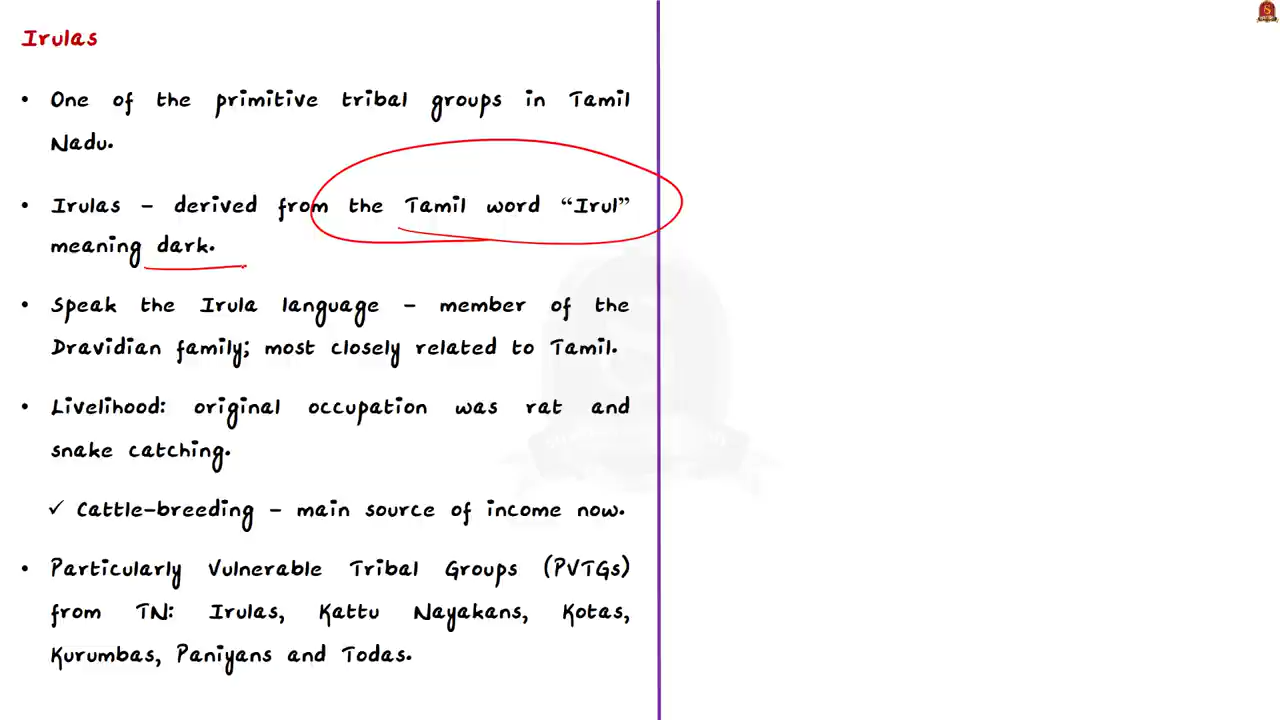 Irulas
• One of the primitive tribal groups in Tamil
Nadu.
• Irulas – derived from the Tamil word “Irul”
meaning dark.
• Speak the Irula language – member of the
Dravidian family; most closely related to Tamil.
• Livelihood: original occupation was rat and
snake catching.
✓ Cattle-breeding – main source of income now.
• Particularly Vulnerable Tribal Groups (PVTGs)
from TN: Irulas, Kattu Nayakans, Kotas,
Kurumbas, Paniyans and Todas.